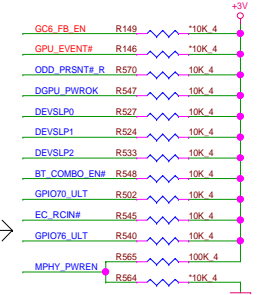 +3V
GC6_FB_EN R149 *10K_4
GPU_EVENT# R146 *10K_4
ODD_PRSNT#_R R570 10K_4
DGPU_PWROK R547 10K_4
DEVSLP0 R527 10K_4
DEVSLP1 R524 10K_4
DEVSLP2 R533 10K_4
BT_COMBO_EN# R548 10K_4
GPIO70_ULT R502 10K_4
EC_RCIN# R545 10K_4
GPIO76_ULT R540 10K_4
R565 100K_4
MPHY_PWREN
R564 *10K_4